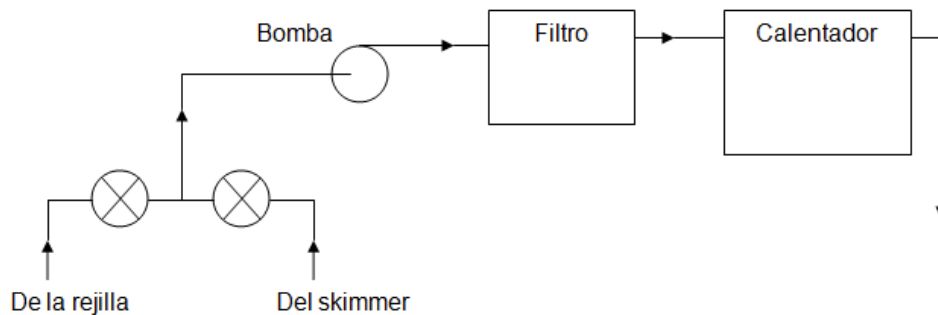 Bomba
Filtro
Calentador
De la rejilla
Del skimmer